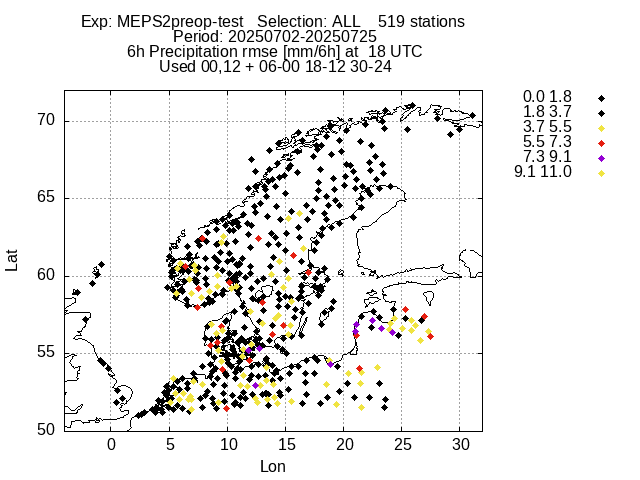 Exp: MEPS2preop-test Selection: ALL 519 stations
Period: 20250702-20250725
6h Precipitation rmse [mm/6h] at 18 UTC
Used 00,12 + 06-00 18-12 30-24
0.0 1.8
1.8 3.7
3.7 5.5
5.5 7.3
7.3 9.1
9.1 11.0
70
65
60
55
50
Lat
0 5 10 15 20 25 30
Lon